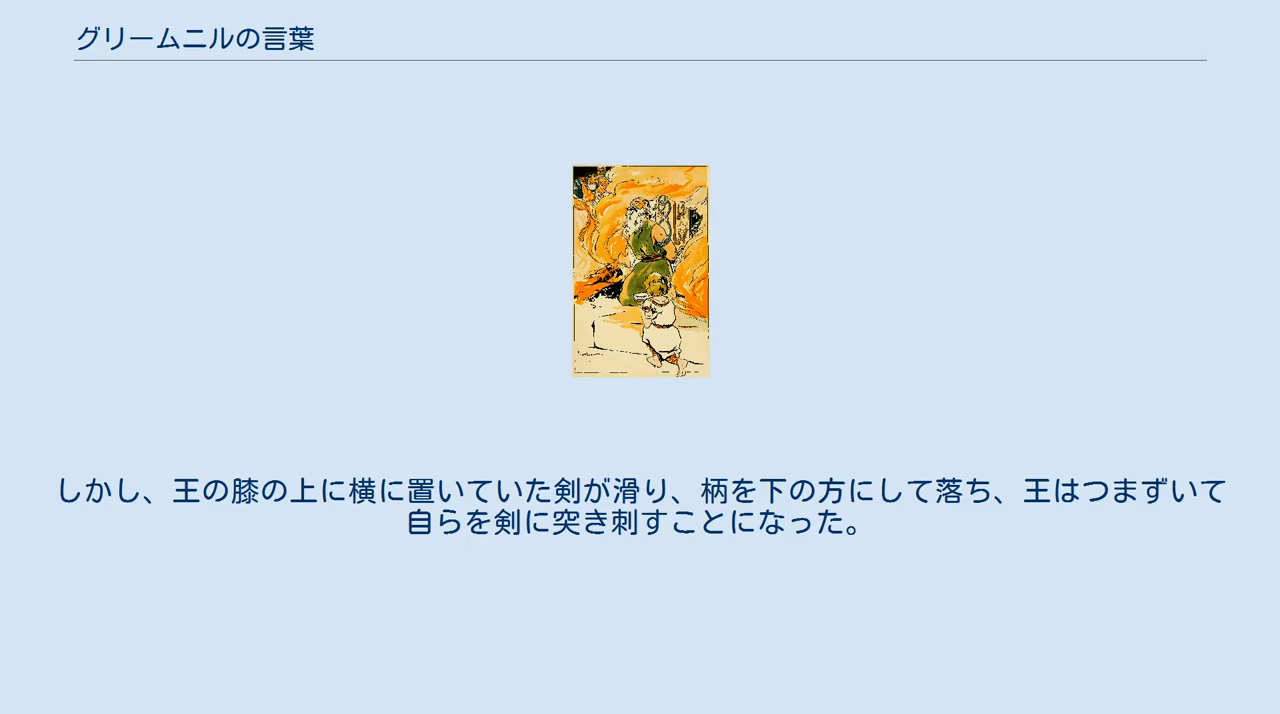 グリームニルの言葉
しかし、王の膝の上に横に置いていた剣が滑り、柄を下の方にして落ち、王はつまずいて
自らを剣に突き刺すことになった。